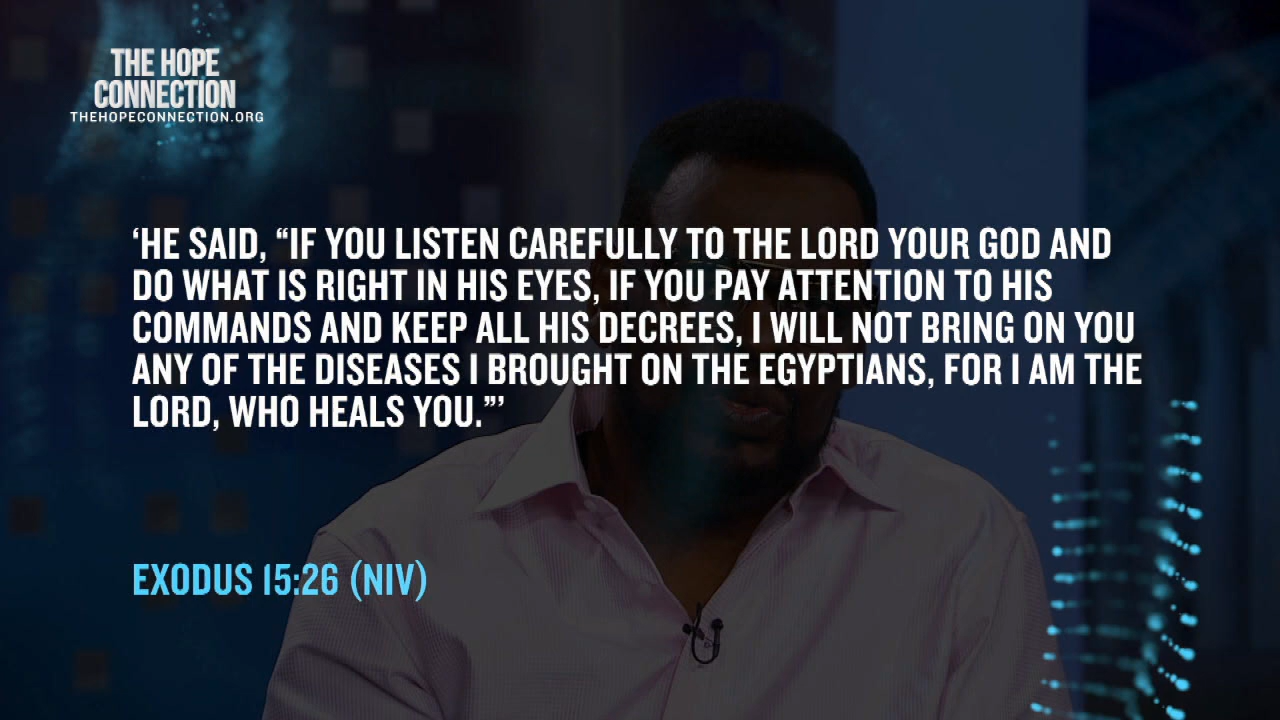 THE HOPE
CONNECTION
THEHOPECONNECTION.ORG
‘HE SAID, “IF YOU LISTEN CAREFULLY TO THE LORD YOUR GOD AND
DO WHAT IS RIGHT IN HIS EYES, IF YOU PAY ATTENTION TO HIS
COMMANDS AND KEEP ALL HIS DECREES, I WILL NOT BRING ON YOU
ANY OF THE DISEASES I BROUGHT ON THE EGYPTIANS, FOR I AM THE
LORD, WHO HEALS YOU.”’
EXODUS 15:26 (NIV)